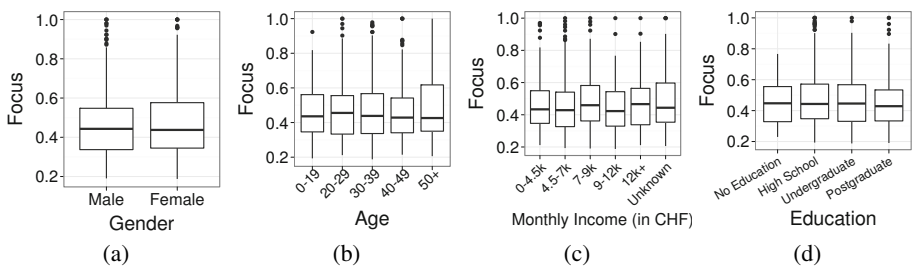 Focus
1.0
0.8
0.6
0.4
0.2
Male
Female
Gender
(a)
Focus
1.0
0.8
0.6
0.4
0.2
0-19
20-29
30-39
40-49
50+
Age
(b)
Focus
1.0
0.8
0.6
0.4
0.2
0-4.5k
4.5-7k
7-9k
9-12k
12k+
Unknown
Monthly Income (in CHF)
(c)
Focus
1.0
0.8
0.6
0.4
0.2
No Education
High School
Undergraduate
Postgraduate
Education
(d)